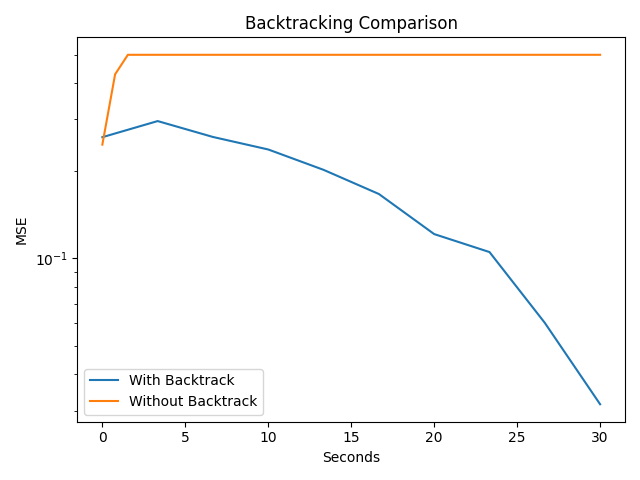 Backtracking Comparison
MSE
10⁻¹
With Backtrack
Without Backtrack
0 5 10 15 20 25 30
Seconds